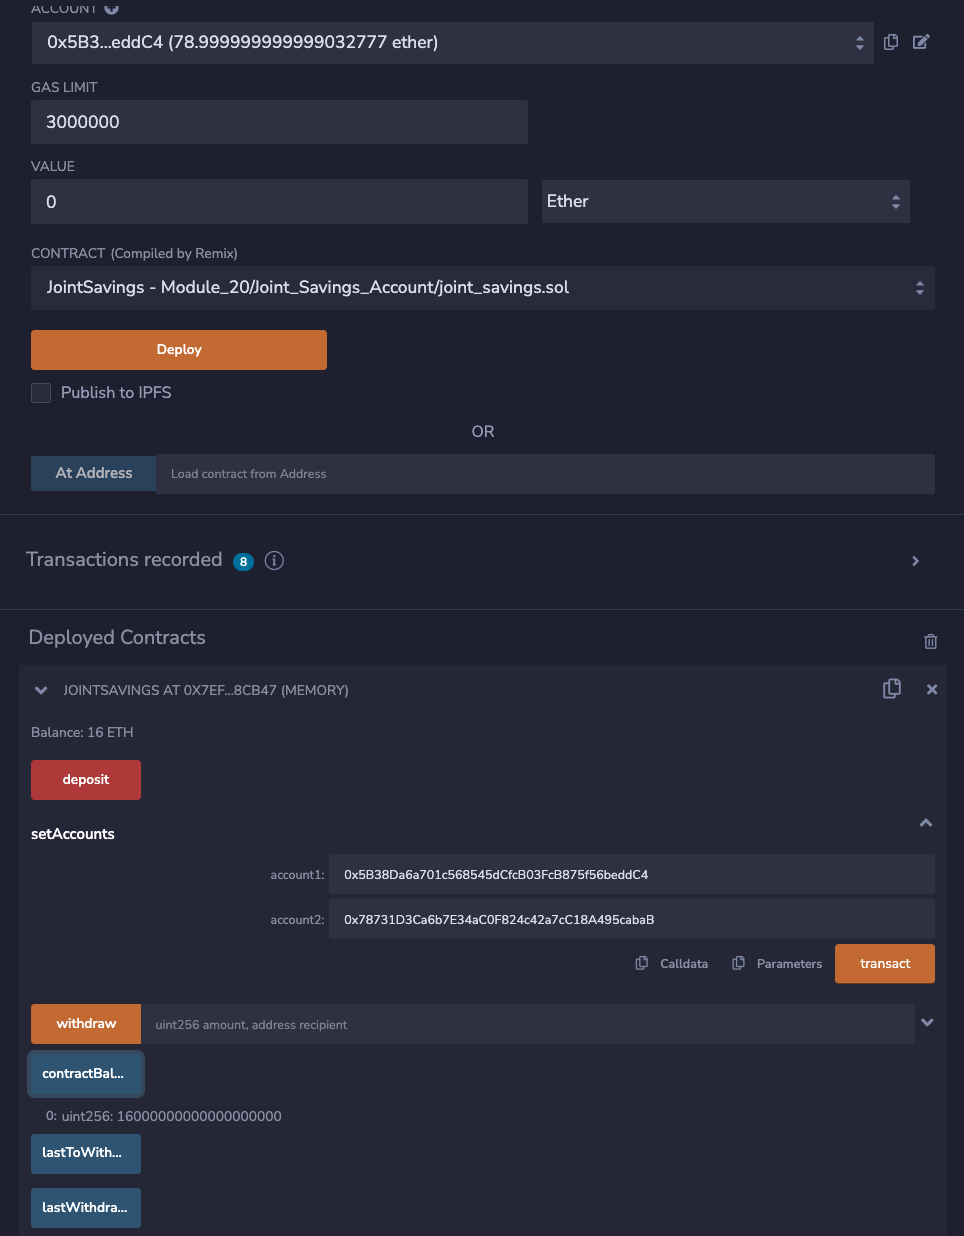 ACCOUNT
0x5B3...eddC4 (78.999999999999032777 ether)
GAS LIMIT
3000000
VALUE
0
Ether
CONTRACT (Compiled by Remix)
JointSavings - Module_20/Joint_Savings_Account/joint_savings.sol
Deploy
Publish to IPFS
OR
At Address
Load contract from Address
Transactions recorded 8 i
Deployed Contracts
JOINTSAVINGS AT 0X7EF...8CB47 (MEMORY)
Balance: 16 ETH
deposit
setAccounts
account1: 0x5B38Da6a701c568545dCfcB03FcB875f56beddC4
account2: 0x78731D3Ca6b7E34aC0F824c42a7cC18A495cabaB
Calldata Parameters transact
withdraw uint256 amount, address recipient
contractBal...
0: uint256: 16000000000000000000
lastToWith...
lastWithdra...